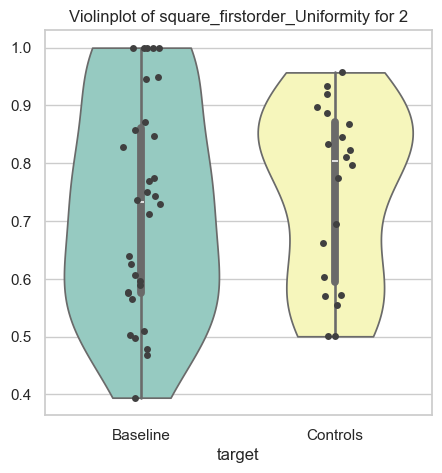 Violinplot of square_firstorder_Uniformity for 2
1.0
0.9
0.8
0.7
0.6
0.5
0.4
Baseline Controls
target